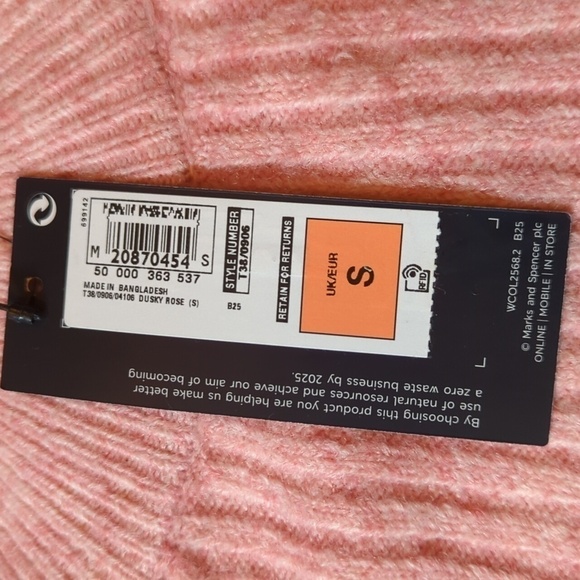 699142
M 20870454 S
50 000 363 537
MADE IN BANGLADESH
T38/0906/04106 DUSKY ROSE (S)
B25
STYLE NUMBER
T38/0906
RETAIN FOR RETURNS
UK/EUR
S
RFID
WCOL2568.2 B25
© Marks and Spencer plc
ONLINE | MOBILE | IN STORE
By choosing this product you are helping us make better
use of natural resources and achieve our aim of becoming
a zero waste business by 2025.